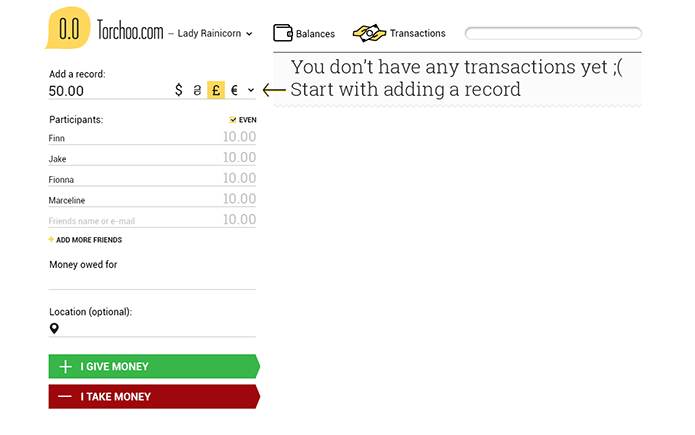 0.0 Torchoo.com – Lady Rainicorn
Balances
Transactions
Add a record:
50.00 $ ₴ £ €
You don't have any transactions yet ;(
Start with adding a record
Participants: EVEN
Finn 10.00
Jake 10.00
Fionna 10.00
Marceline 10.00
Friends name or e-mail 10.00
+ ADD MORE FRIENDS
Money owed for
Location (optional):
I GIVE MONEY
I TAKE MONEY